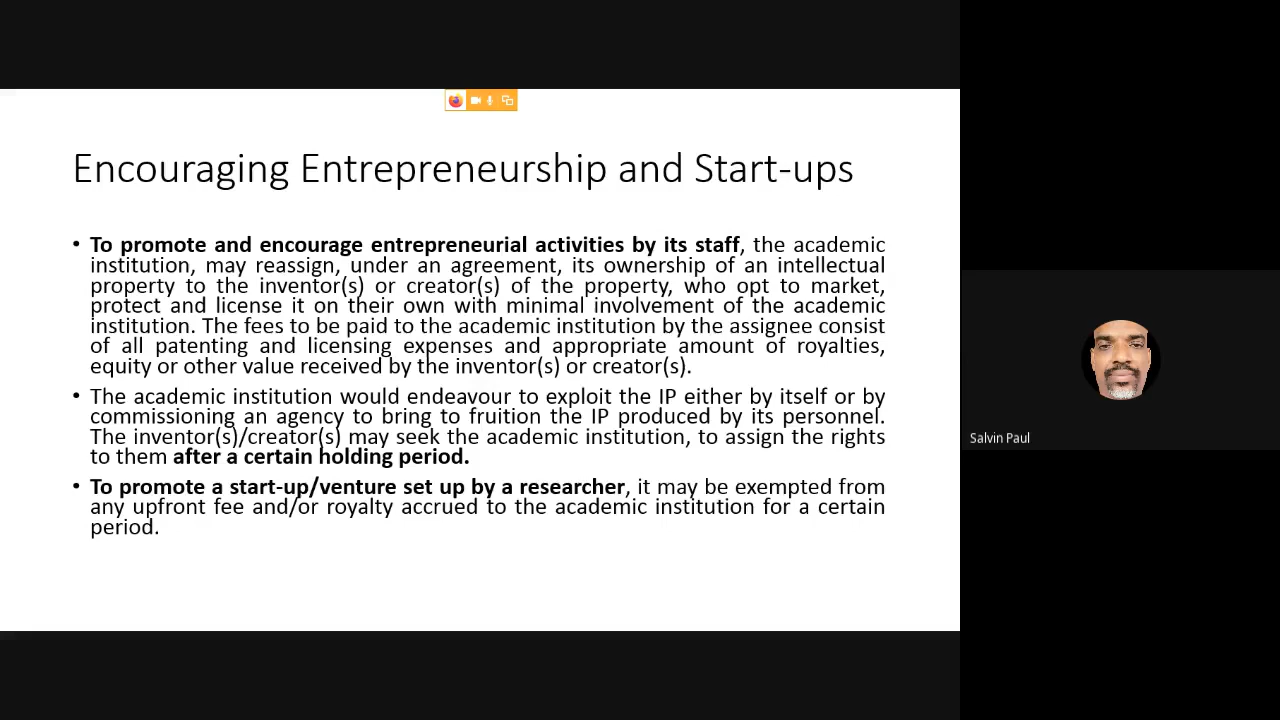 Encouraging Entrepreneurship and Start-ups
• To promote and encourage entrepreneurial activities by its staff, the academic
institution, may reassign, under an agreement, its ownership of an intellectual
property to the inventor(s) or creator(s) of the property, who opt to market,
protect and license it on their own with minimal involvement of the academic
institution. The fees to be paid to the academic institution by the assignee consist
of all patenting and licensing expenses and appropriate amount of royalties,
equity or other value received by the inventor(s) or creator(s).
• The academic institution would endeavour to exploit the IP either by itself or by
commissioning an agency to bring to fruition the IP produced by its personnel.
The inventor(s)/creator(s) may seek the academic institution, to assign the rights
to them after a certain holding period.
• To promote a start-up/venture set up by a researcher, it may be exempted from
any upfront fee and/or royalty accrued to the academic institution for a certain
period.
Salvin Paul